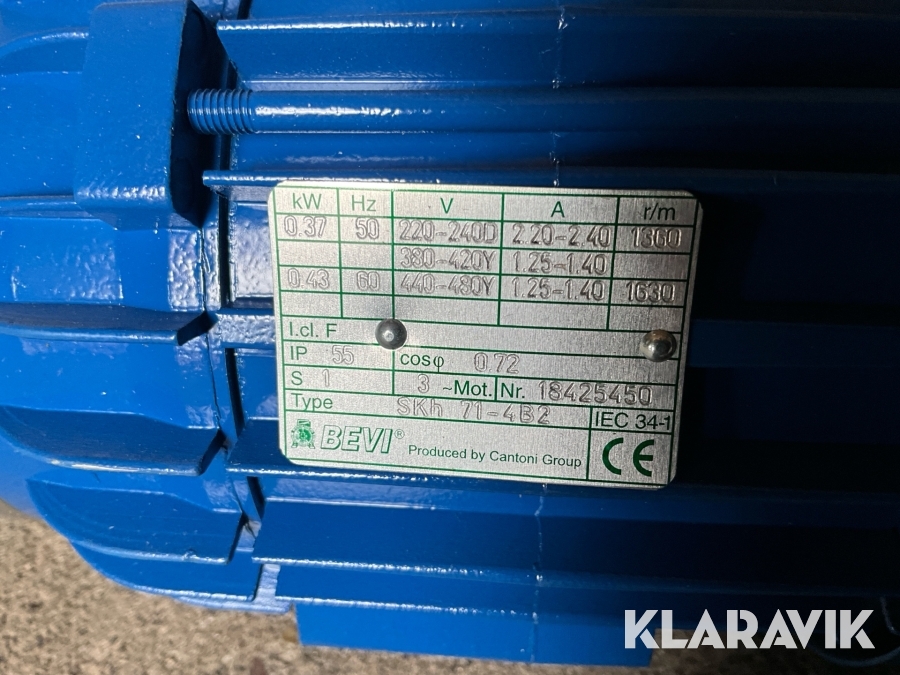 kW Hz V A r/m
0.37 50 220-240D 2.20-2.40 1360
380-420Y 1.25-1.40
0.43 60 440-480Y 1.25-1.40 1630
I.cl. F
IP 55 cosφ 0.72
S 1 3 ~Mot. Nr. 18425450
Type SKh 71-4B2 IEC 34-1
BEVI® Produced by Cantoni Group CE
KLARAVIK